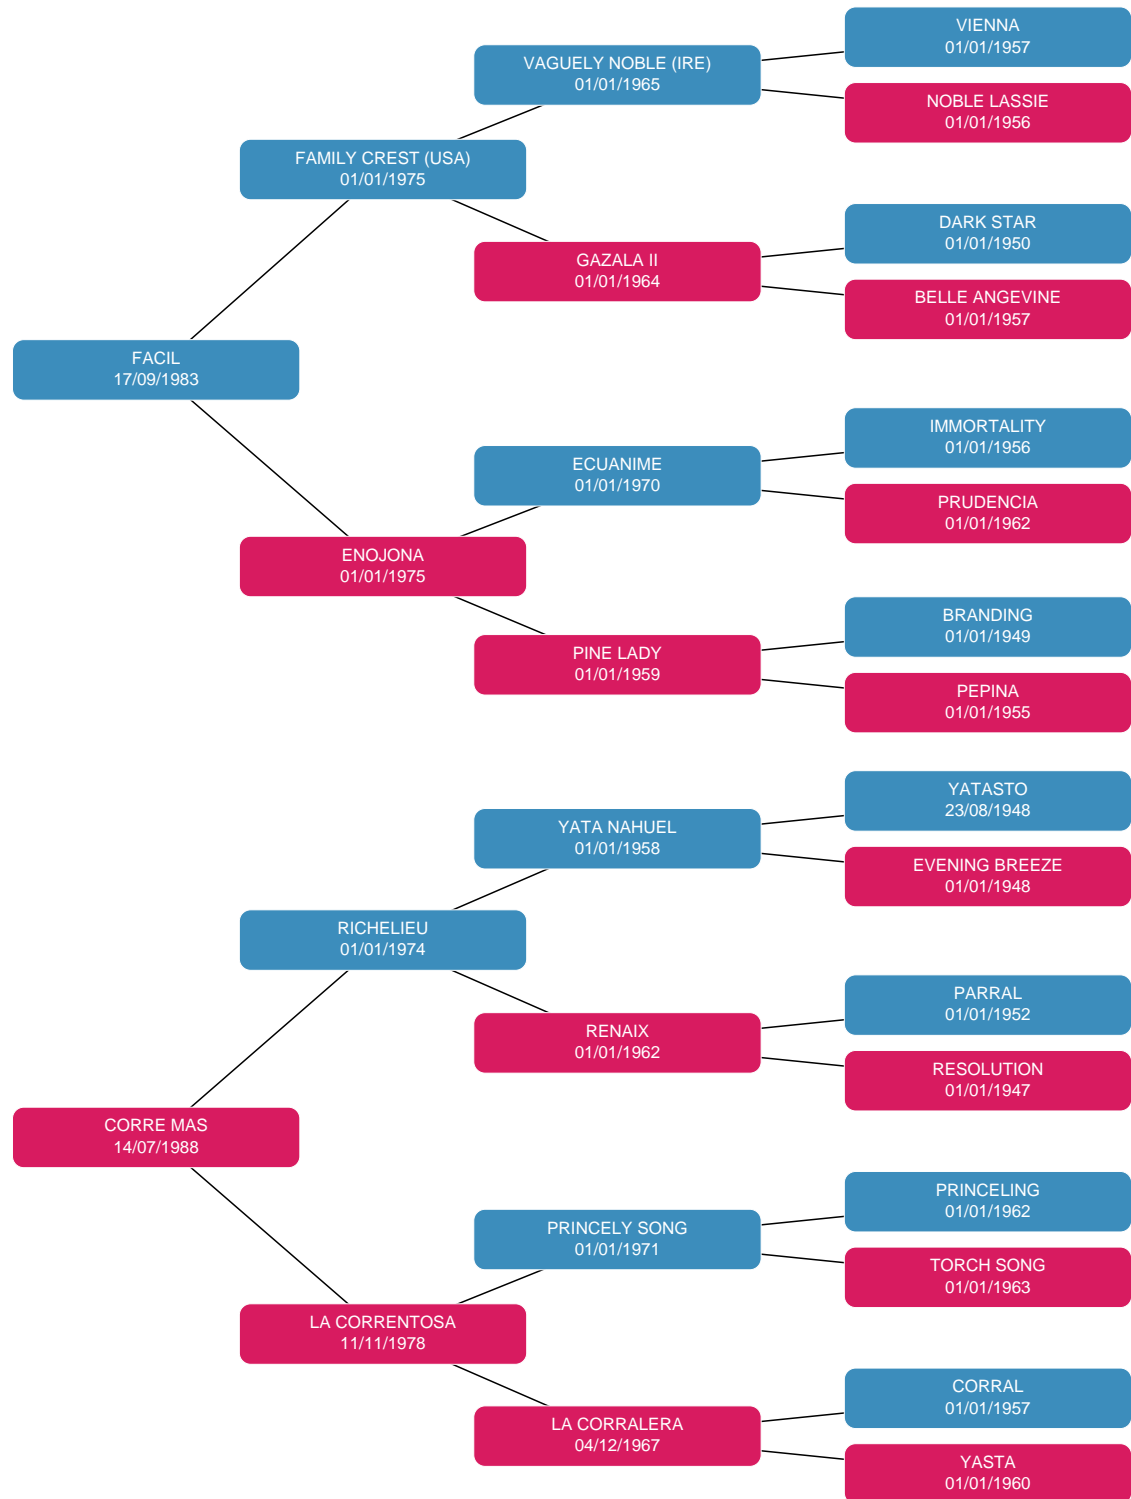 VIENNA
01/01/1957
VAGUELY NOBLE (IRE)
01/01/1965
NOBLE LASSIE
01/01/1956
FAMILY CREST (USA)
01/01/1975
DARK STAR
01/01/1950
GAZALA II
01/01/1964
BELLE ANGEVINE
01/01/1957
FACIL
17/09/1983
IMMORTALITY
01/01/1956
ECUANIME
01/01/1970
PRUDENCIA
01/01/1962
ENOJONA
01/01/1975
BRANDING
01/01/1949
PINE LADY
01/01/1959
PEPINA
01/01/1955
YATASTO
23/08/1948
YATA NAHUEL
01/01/1958
EVENING BREEZE
01/01/1948
RICHELIEU
01/01/1974
PARRAL
01/01/1952
RENAIX
01/01/1962
RESOLUTION
01/01/1947
CORRE MAS
14/07/1988
PRINCELING
01/01/1962
PRINCELY SONG
01/01/1971
TORCH SONG
01/01/1963
LA CORRENTOSA
11/11/1978
CORRAL
01/01/1957
LA CORRALERA
04/12/1967
YASTA
01/01/1960